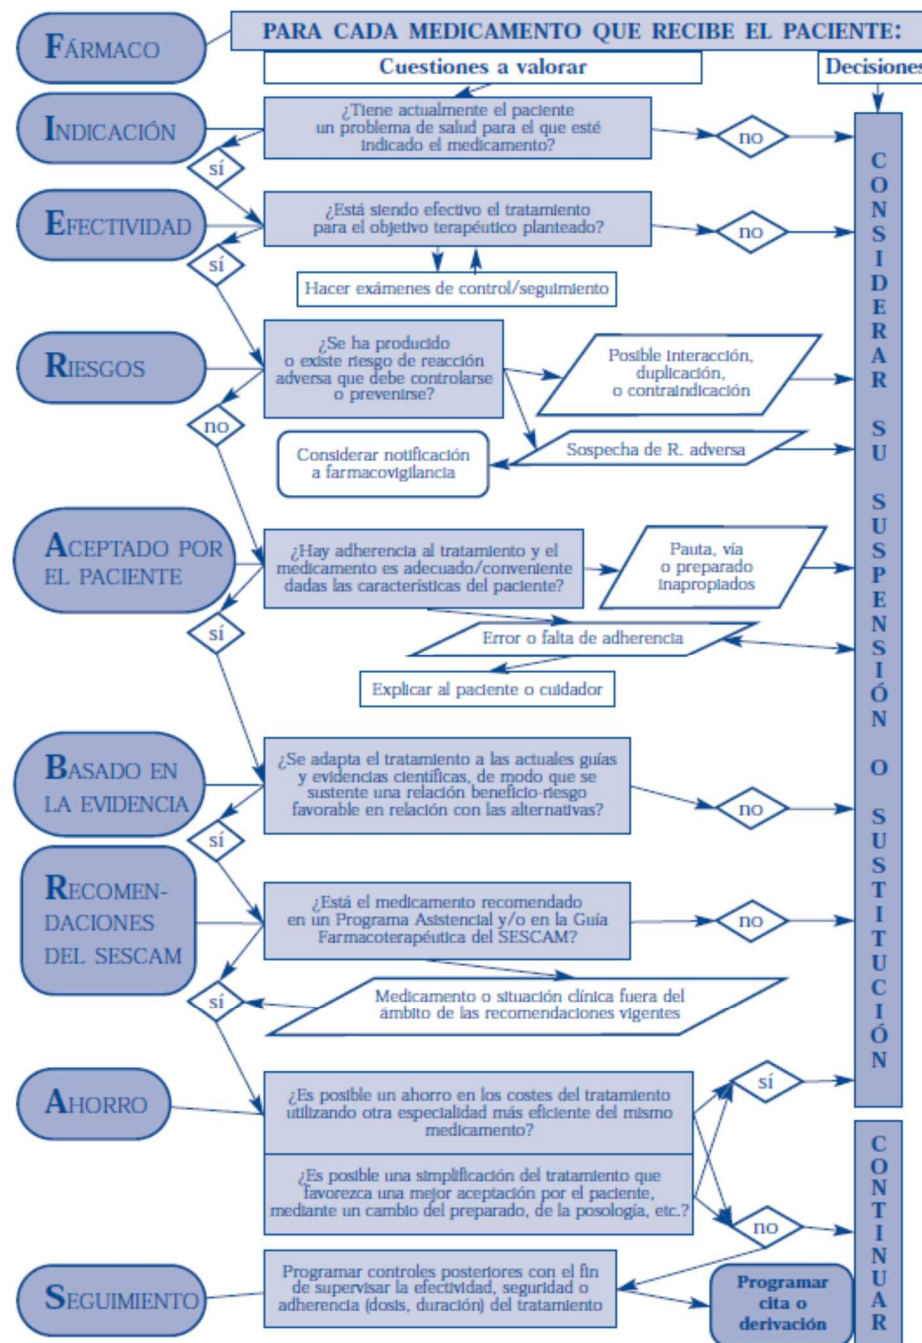 FÁRMACO
PARA CADA MEDICAMENTO QUE RECIBE EL PACIENTE:
Cuestiones a valorar
Decisiones
INDICACIÓN
¿Tiene actualmente el paciente
un problema de salud para el que esté
indicado el medicamento?
no
sí
EFECTIVIDAD
¿Está siendo efectivo el tratamiento
para el objetivo terapéutico planteado?
no
sí
Hacer exámenes de control/seguimiento
RIESGOS
¿Se ha producido
o existe riesgo de reacción
adversa que debe controlarse
o prevenirse?
Posible interacción,
duplicación,
o contraindicación
no
Considerar notificación
a farmacovigilancia
Sospecha de R. adversa
ACEPTADO POR
EL PACIENTE
¿Hay adherencia al tratamiento y el
medicamento es adecuado/conveniente
dadas las características del paciente?
Pauta, vía
o preparado
inapropiados
sí
Error o falta de adherencia
Explicar al paciente o cuidador
BASADO EN
LA EVIDENCIA
¿Se adapta el tratamiento a las actuales guías
y evidencias científicas, de modo que se
sustente una relación beneficio-riesgo
favorable en relación con las alternativas?
no
sí
RECOMEN-
DACIONES
DEL SESCAM
¿Está el medicamento recomendado
en un Programa Asistencial y/o en la Guía
Farmacoterapéutica del SESCAM?
no
sí
Medicamento o situación clínica fuera del
ámbito de las recomendaciones vigentes
AHORRO
¿Es posible un ahorro en los costes del tratamiento
utilizando otra especialidad más eficiente del mismo
medicamento?
sí
¿Es posible una simplificación del tratamiento que
favorezca una mejor aceptación por el paciente,
mediante un cambio del preparado, de la posología, etc.?
no
SEGUIMIENTO
Programar controles posteriores con el fin
de supervisar la efectividad, seguridad o
adherencia (dosis, duración) del tratamiento
Programar
cita o
derivación
CONSIDERAR SU SUSPENSIÓN O SUSTITUCIÓN
CONTINUAR